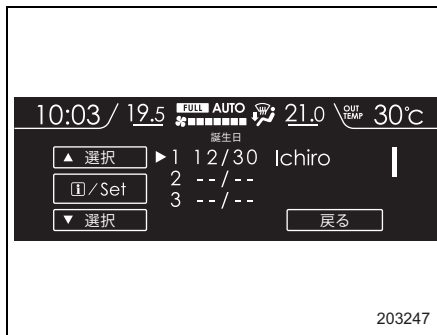 10:03 19.5 FULL AUTO 21.0 OUT TEMP 30℃
誕生日
▲ 選択 ▶1 12/30 Ichiro
i/Set 2 --/--
3 --/--
▼ 選択 戻る
203247